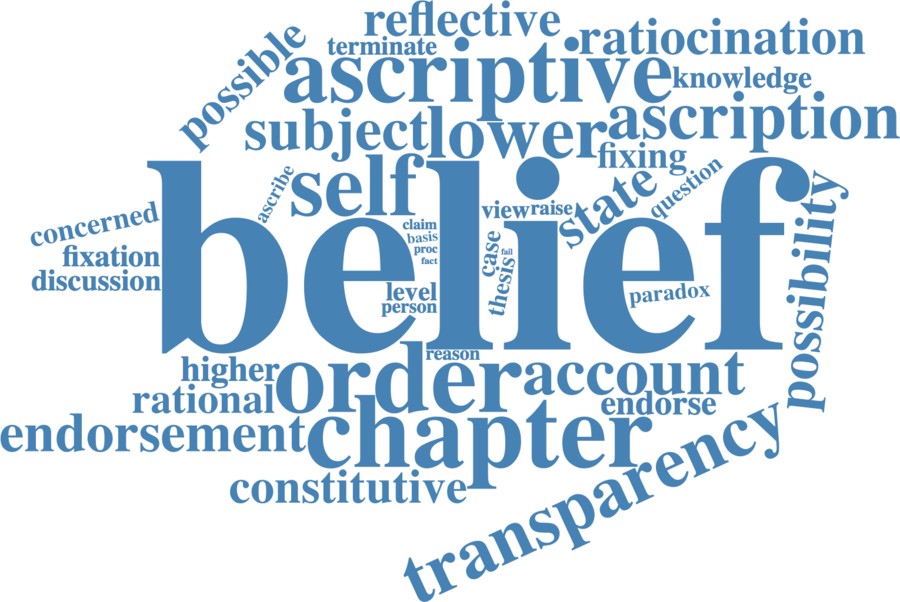 reflective
terminate
ratiocination
possible
ascriptive
knowledge
subject
lower
ascription
fixing
belief
self
ascribe
state
question
view
raise
claim
basis
proc
fact
case
fail
thesis
level
person
paradox
possibility
concerned
fixation
discussion
reason
higher
order
account
rational
endorse
endorsement
chapter
constitutive
transparency